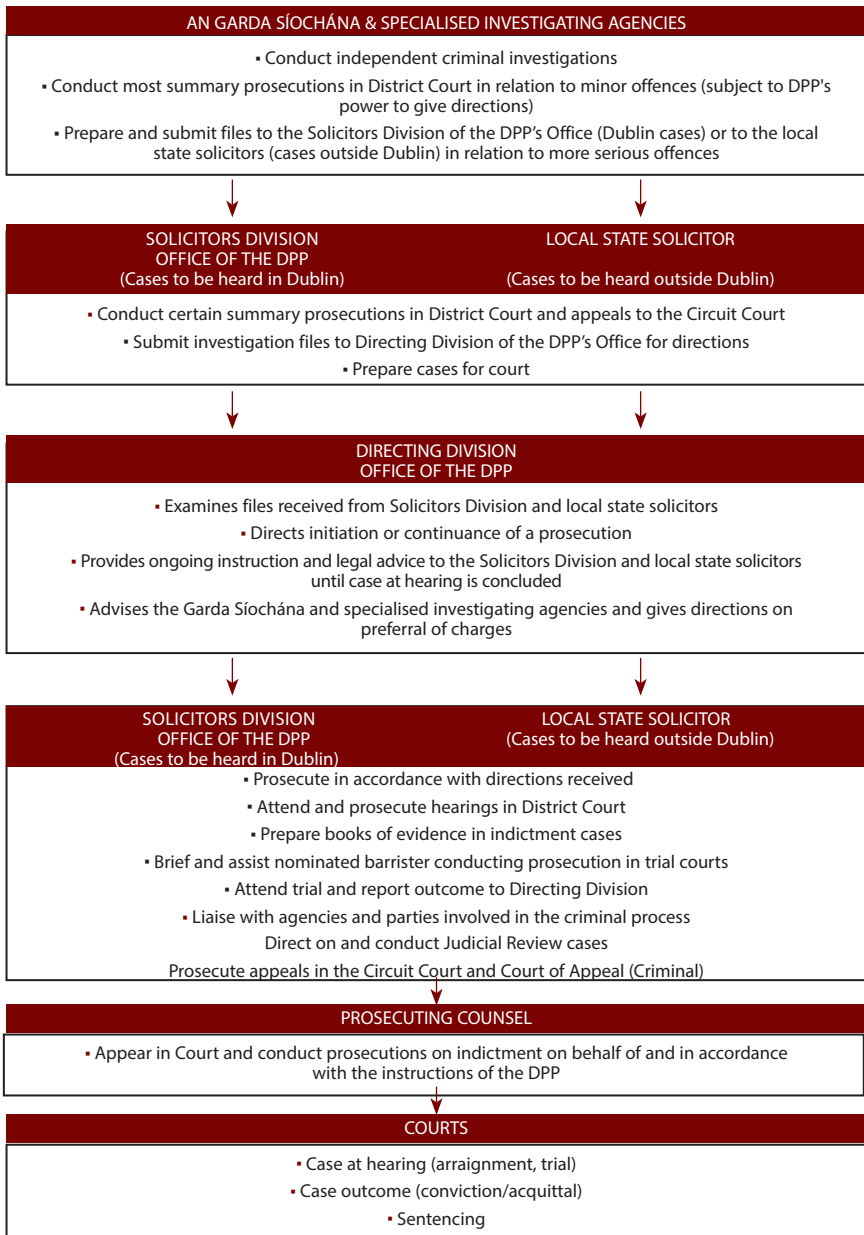 AN GARDA SÍOCHÁNA & SPECIALISED INVESTIGATING AGENCIES
▪ Conduct independent criminal investigations
▪ Conduct most summary prosecutions in District Court in relation to minor offences (subject to DPP's
power to give directions)
▪ Prepare and submit files to the Solicitors Division of the DPP’s Office (Dublin cases) or to the local
state solicitors (cases outside Dublin) in relation to more serious offences
SOLICITORS DIVISION
OFFICE OF THE DPP
(Cases to be heard in Dublin)
LOCAL STATE SOLICITOR
(Cases to be heard outside Dublin)
▪ Conduct certain summary prosecutions in District Court and appeals to the Circuit Court
▪ Submit investigation files to Directing Division of the DPP’s Office for directions
▪ Prepare cases for court
DIRECTING DIVISION
OFFICE OF THE DPP
▪ Examines files received from Solicitors Division and local state solicitors
▪ Directs initiation or continuance of a prosecution
▪ Provides ongoing instruction and legal advice to the Solicitors Division and local state solicitors
until case at hearing is concluded
▪ Advises the Garda Síochána and specialised investigating agencies and gives directions on
preferral of charges
SOLICITORS DIVISION
OFFICE OF THE DPP
(Cases to be heard in Dublin)
LOCAL STATE SOLICITOR
(Cases to be heard outside Dublin)
▪ Prosecute in accordance with directions received
▪ Attend and prosecute hearings in District Court
▪ Prepare books of evidence in indictment cases
▪ Brief and assist nominated barrister conducting prosecution in trial courts
▪ Attend trial and report outcome to Directing Division
▪ Liaise with agencies and parties involved in the criminal process
Direct on and conduct Judicial Review cases
Prosecute appeals in the Circuit Court and Court of Appeal (Criminal)
PROSECUTING COUNSEL
▪ Appear in Court and conduct prosecutions on indictment on behalf of and in accordance
with the instructions of the DPP
COURTS
▪ Case at hearing (arraignment, trial)
▪ Case outcome (conviction/acquittal)
▪ Sentencing